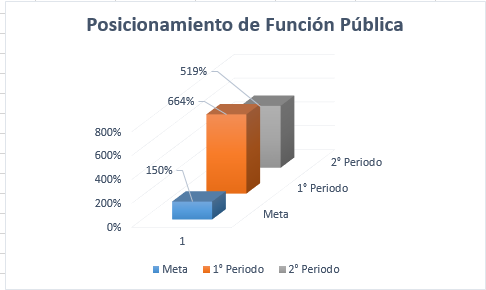 Posicionamiento de Función Pública
519%
664%
800%
600%
400%
200%
0%
150%
2° Periodo
1° Periodo
Meta
1
Meta 1° Periodo 2° Periodo